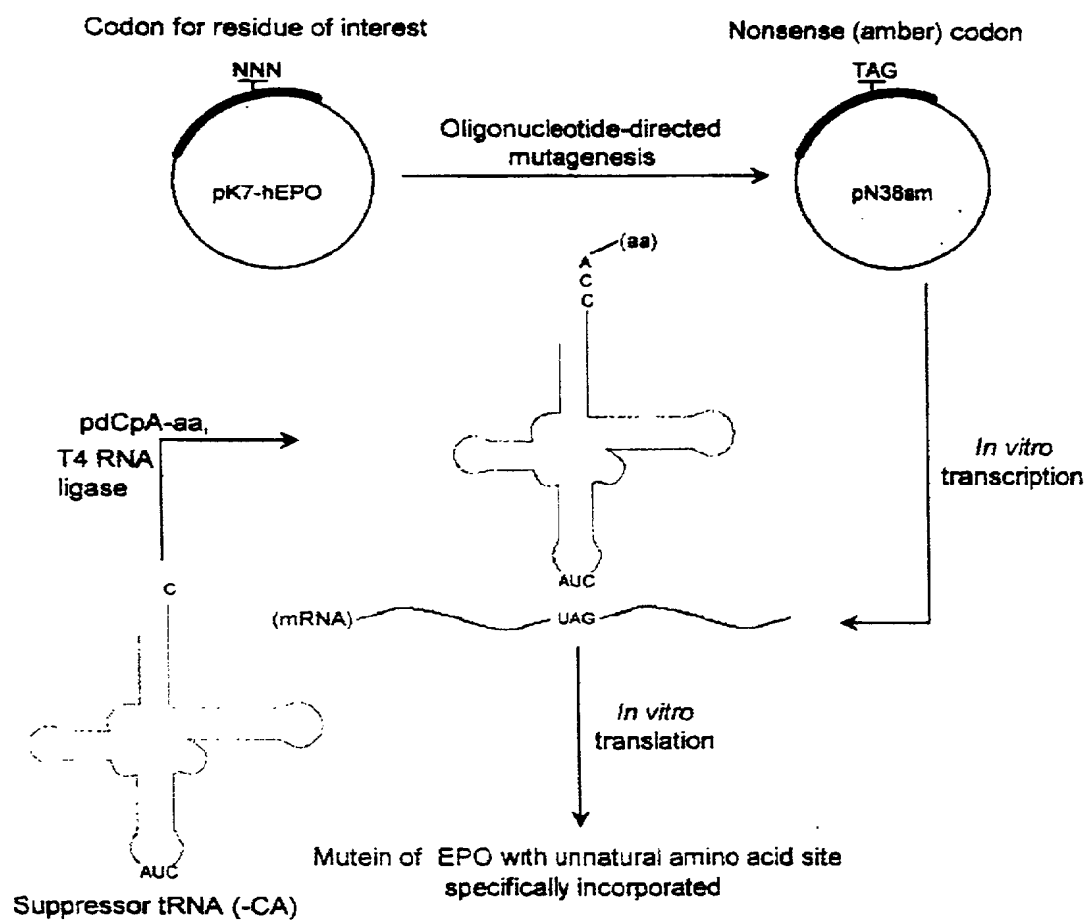 Codon for residue of interest
Nonsense (amber) codon
NNN
TAG
Oligonucleotide-directed
mutagenesis
pK7-hEPO
pN38am
(aa)
A
C
C
pdCpA-aa,
T4 RNA
ligase
In vitro
transcription
C
AUC
(mRNA)
UAG
In vitro
translation
AUC
Suppressor tRNA (-CA)
Mutein of EPO with unnatural amino acid site
specifically incorporated